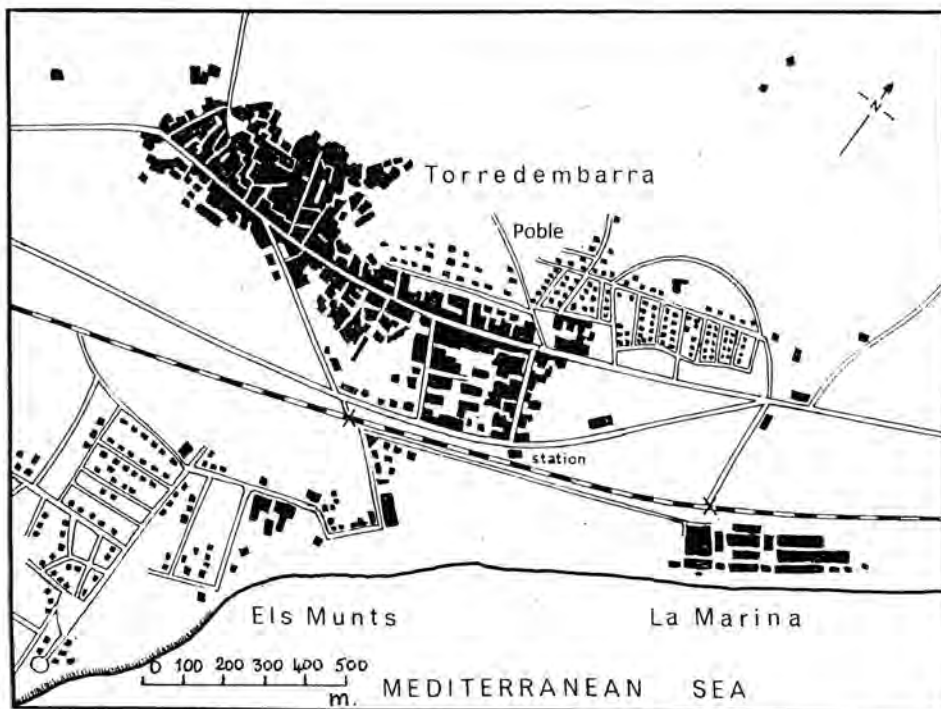 N
Torredembarra
Poble
station
Els Munts
La Marina
0 100 200 300 400 500
m.
MEDITERRANEAN SEA